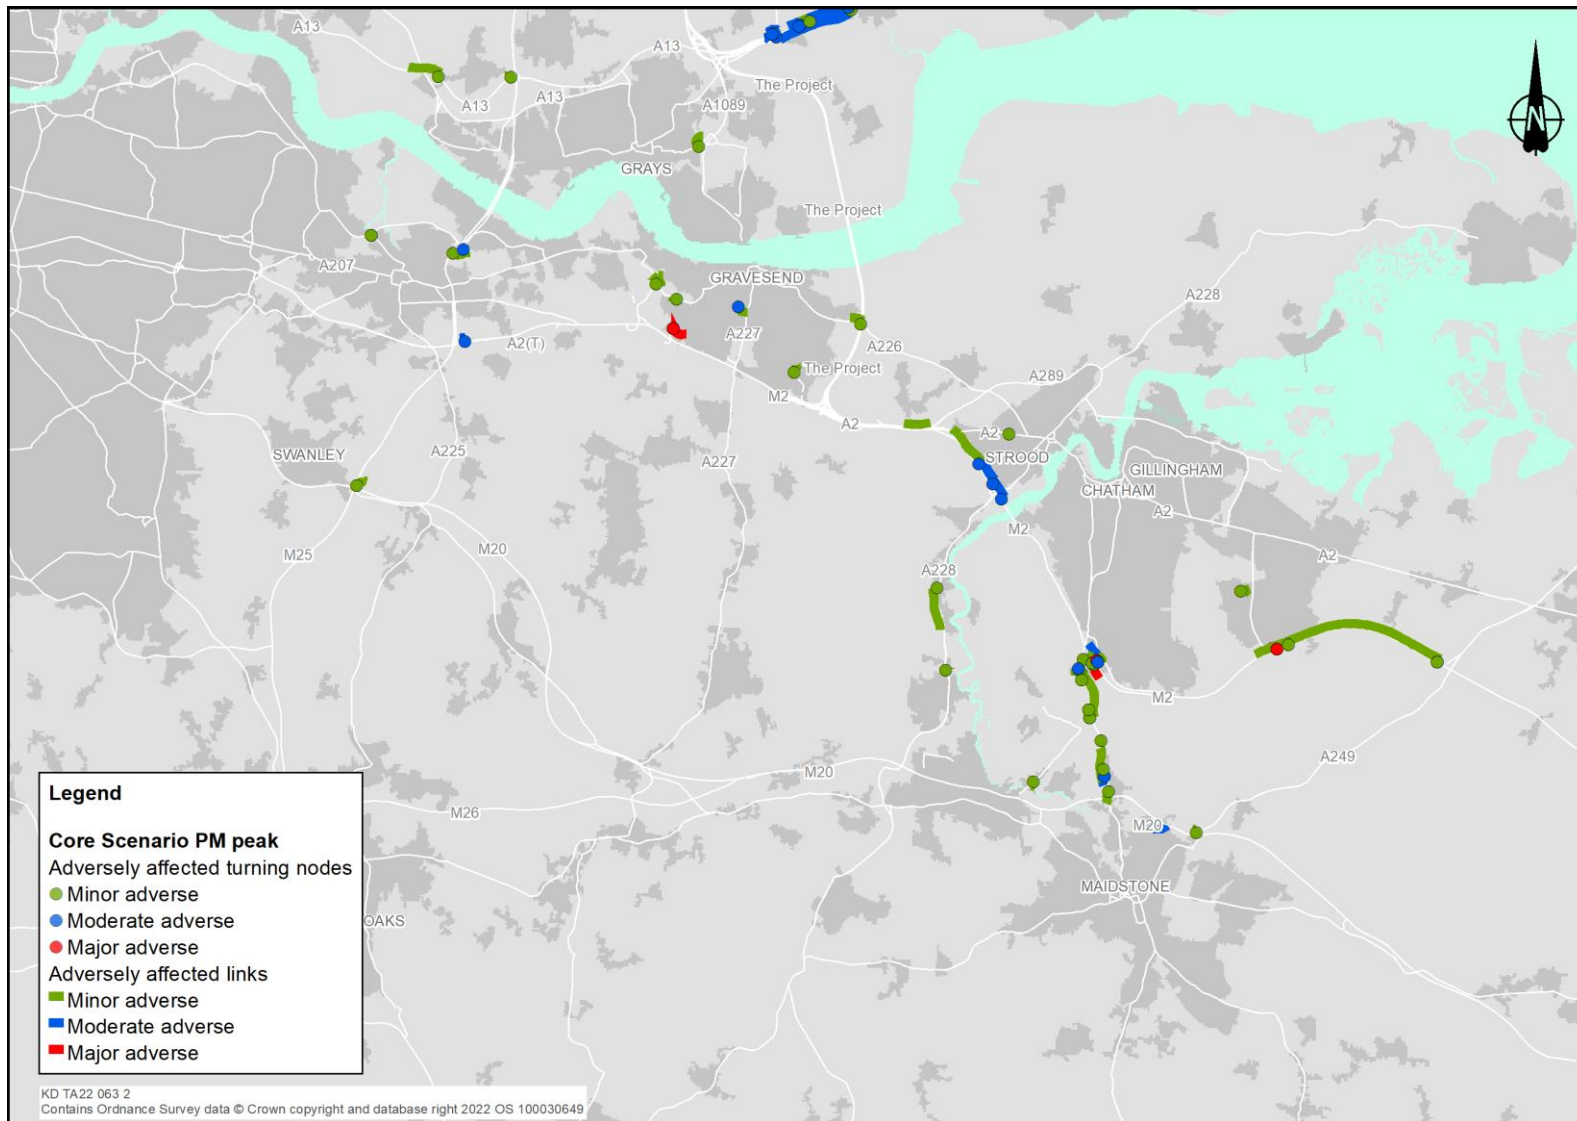 A13
A13
The Project
A13
A13
A1089
N
GRAYS
The Project
A207
GRAVESEND
A228
A227
A2(T)
A226
The Project
A289
M2
A2
A2
SWANLEY
A225
A227
STROOD
GILLINGHAM
CHATHAM
A2
M2
A2
M25
M20
A228
M2
A249
M20
M26
M20
MAIDSTONE
OAKS
Legend
Core Scenario PM peak
Adversely affected turning nodes
Minor adverse
Moderate adverse
Major adverse
Adversely affected links
Minor adverse
Moderate adverse
Major adverse
KD TA22 063 2
Contains Ordnance Survey data © Crown copyright and database right 2022 OS 100030649